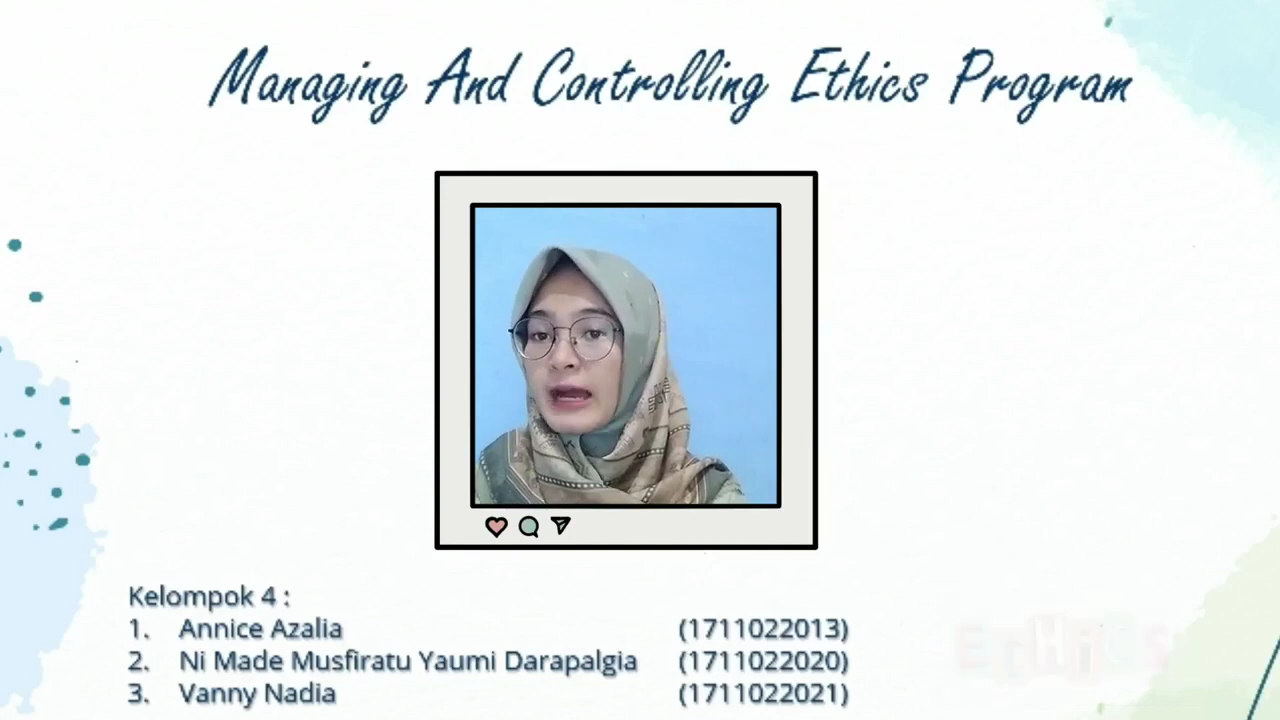 Managing And Controlling Ethics Program
Kelompok 4 :
1. Annice Azalia (1711022013)
2. Ni Made Musfiratu Yaumi Darapalgia (1711022020)
3. Vanny Nadia (1711022021)
EtHiCS